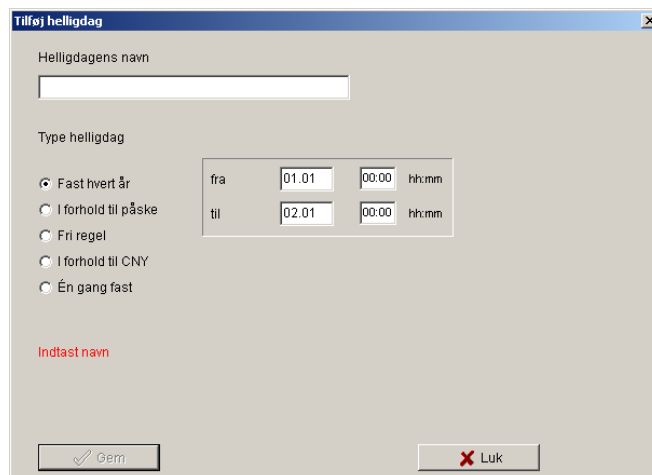 Tilføj helligdag
Helligdagens navn
Type helligdag
Fast hvert år
I forhold til påske
Fri regel
I forhold til CNY
Én gang fast
fra 01.01 00:00 hh:mm
til 02.01 00:00 hh:mm
Indtast navn
Gem
Luk